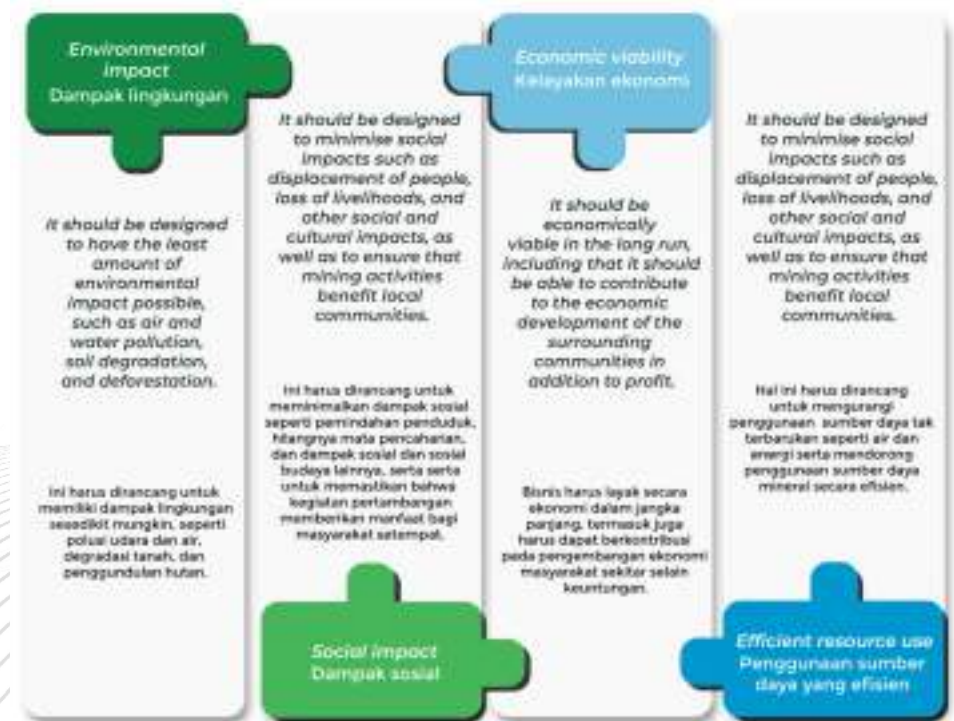 Environmental
impact
Dampak lingkungan
It should be designed
to have the least
amount of
environmental
impact possible,
such as air and
water pollution,
soil degradation,
and deforestation.
Ini harus dirancang untuk
memiliki dampak lingkungan
sesedikit mungkin, seperti
polusi udara dan air,
degradasi tanah, dan
penggundulan hutan.
It should be designed
to minimise social
impacts such as
displacement of people,
loss of livelihoods, and
other social and
cultural impacts, as
well as to ensure that
mining activities
benefit local
communities.
Ini harus dirancang untuk
meminimalkan dampak sosial
seperti pemindahan penduduk,
hilangnya mata pencaharian,
dan dampak sosial dan sosial
budaya lainnya, serta serta
untuk memastikan bahwa
kegiatan pertambangan
memberikan manfaat bagi
masyarakat setempat.
Social impact
Dampak sosial
Economic viability
Kelayakan ekonomi
It should be
economically
viable in the long run,
including that it should
be able to contribute
to the economic
development of the
surrounding
communities in
addition to profit.
Bisnis harus layak secara
ekonomi dalam jangka
panjang, termasuk juga
harus dapat berkontribusi
pada pengembangan ekonomi
masyarakat sekitar selain
keuntungan.
It should be designed
to minimise social
impacts such as
displacement of people,
loss of livelihoods, and
other social and
cultural impacts, as
well as to ensure that
mining activities
benefit local
communities.
Hal ini harus dirancang
untuk mengurangi
penggunaan sumber daya tak
terbarukan seperti air dan
energi serta mendorong
penggunaan sumber daya
mineral secara efisien.
Efficient resource use
Penggunaan sumber
daya yang efisien